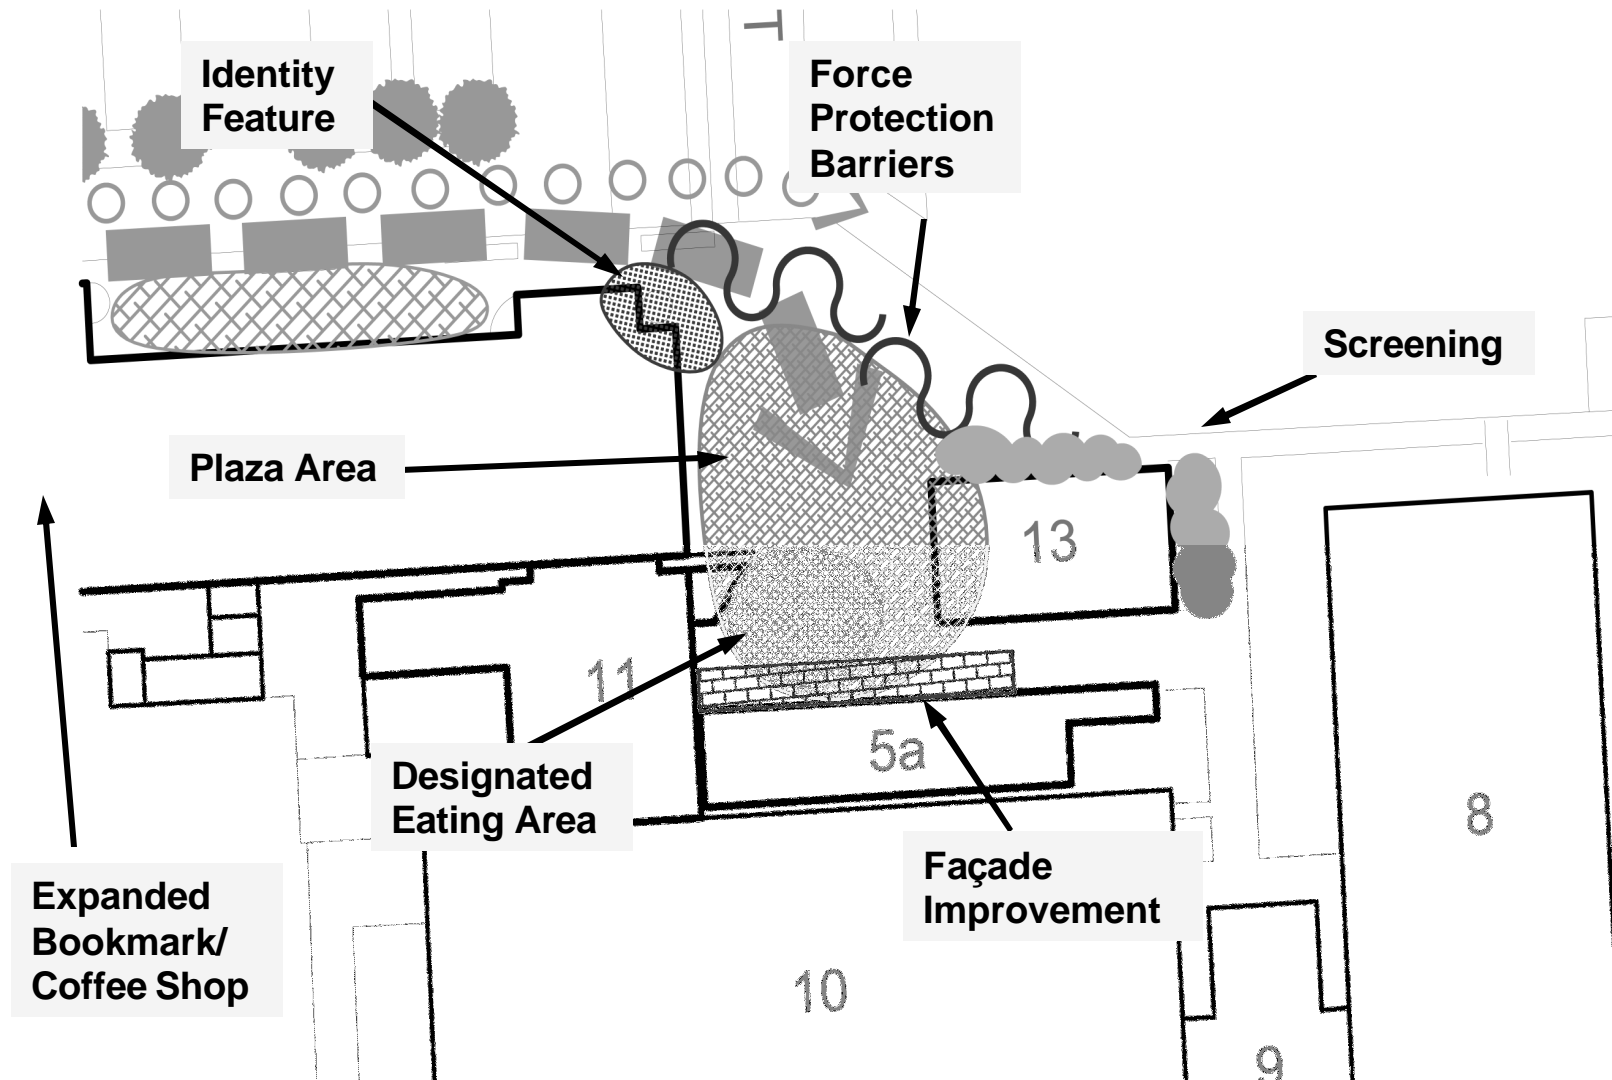 Identity
Feature
Force
Protection
Barriers
Screening
Plaza Area
13
11
5a
Designated
Eating Area
8
Façade
Improvement
Expanded
Bookmark/
Coffee Shop
10
9